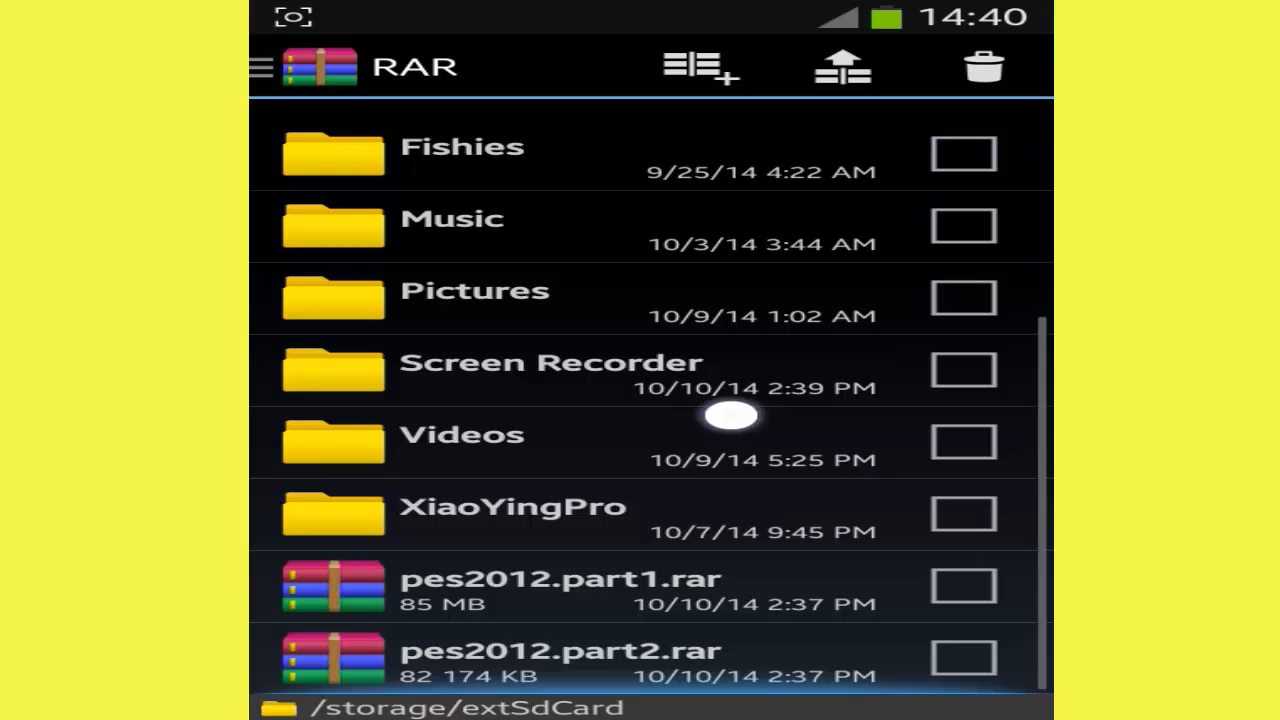 14:40
RAR
Fishies
9/25/14 4:22 AM
Music
10/3/14 3:44 AM
Pictures
10/9/14 1:02 AM
Screen Recorder
10/10/14 2:39 PM
Videos
10/9/14 5:25 PM
XiaoYingPro
10/7/14 9:45 PM
pes2012.part1.rar
85 MB 10/10/14 2:37 PM
pes2012.part2.rar
82 174 KB 10/10/14 2:37 PM
/storage/extSdCard